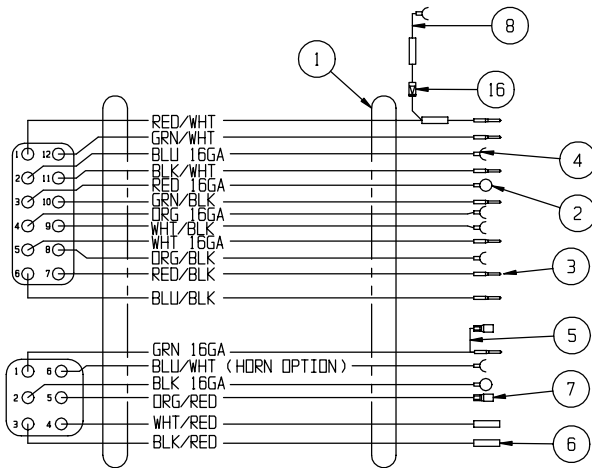 8
1
16
RED/WHT
GRN/WHT
BLU 16GA
BLK/WHT
RED 16GA
GRN/BLK
ORG 16GA
WHT/BLK
WHT 16GA
ORG/BLK
RED/BLK
BLU/BLK
1 12
2 11
3 10
4 9
5 8
6 7
4
2
3
GRN 16GA
BLU/WHT (HORN OPTION)
BLK 16GA
ORG/RED
WHT/RED
BLK/RED
1 6
2 5
3 4
5
7
6